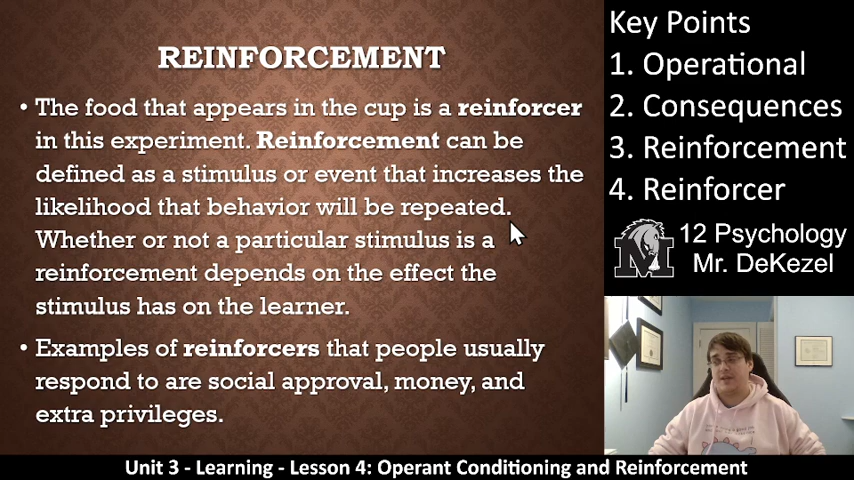 REINFORCEMENT
• The food that appears in the cup is a reinforcer
in this experiment. Reinforcement can be
defined as a stimulus or event that increases the
likelihood that behavior will be repeated.
Whether or not a particular stimulus is a
reinforcement depends on the effect the
stimulus has on the learner.
• Examples of reinforcers that people usually
respond to are social approval, money, and
extra privileges.
Key Points
1. Operational
2. Consequences
3. Reinforcement
4. Reinforcer
M
12 Psychology
Mr. DeKezel
Unit 3 - Learning - Lesson 4: Operant Conditioning and Reinforcement